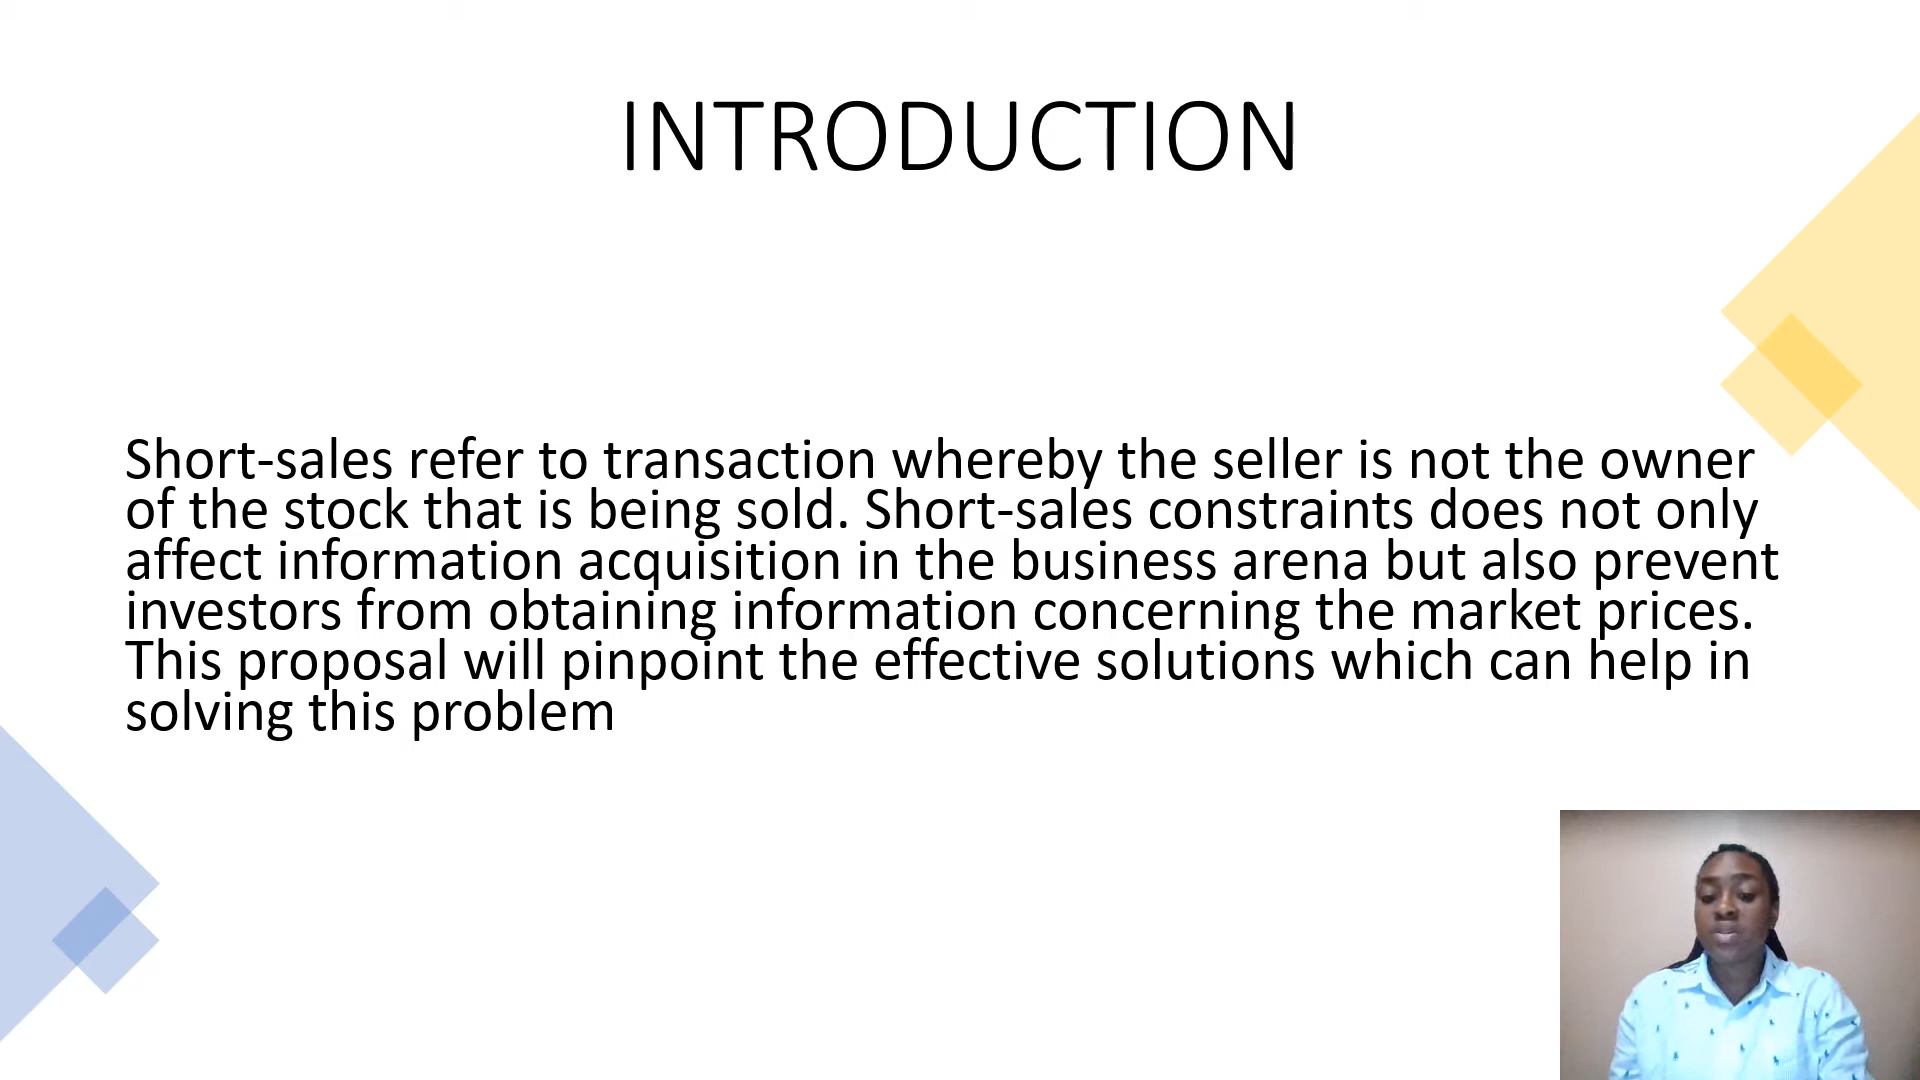 INTRODUCTION
Short-sales refer to transaction whereby the seller is not the owner
of the stock that is being sold. Short-sales constraints does not only
affect information acquisition in the business arena but also prevent
investors from obtaining information concerning the market prices.
This proposal will pinpoint the effective solutions which can help in
solving this problem